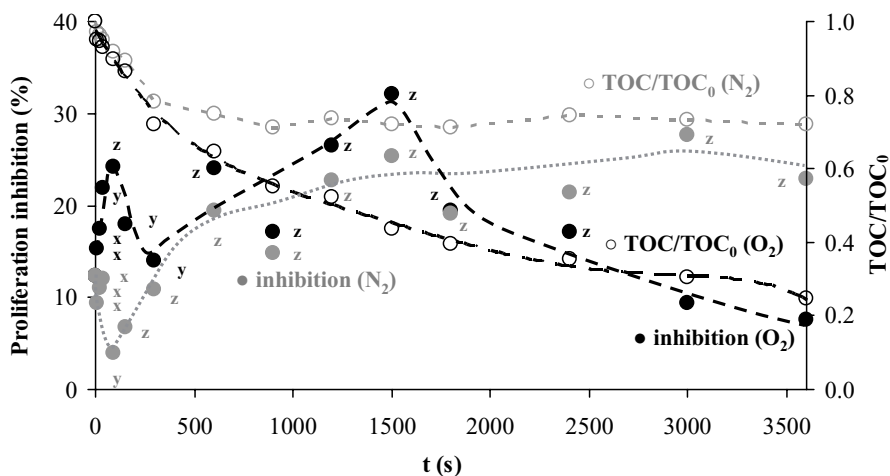 40 1.0
TOC/TOC₀ (N₂)
30 0.8
20 0.6
10 0.4
0 0.2
0.0
z z z z z z z z z z z z z z z z z
y y y y
x x x x x
TOC/TOC₀ (O₂)
inhibition (N₂)
inhibition (O₂)
0 500 1000 1500 2000 2500 3000 3500
t (s)
Proliferation inhibition (%)
TOC/TOC₀